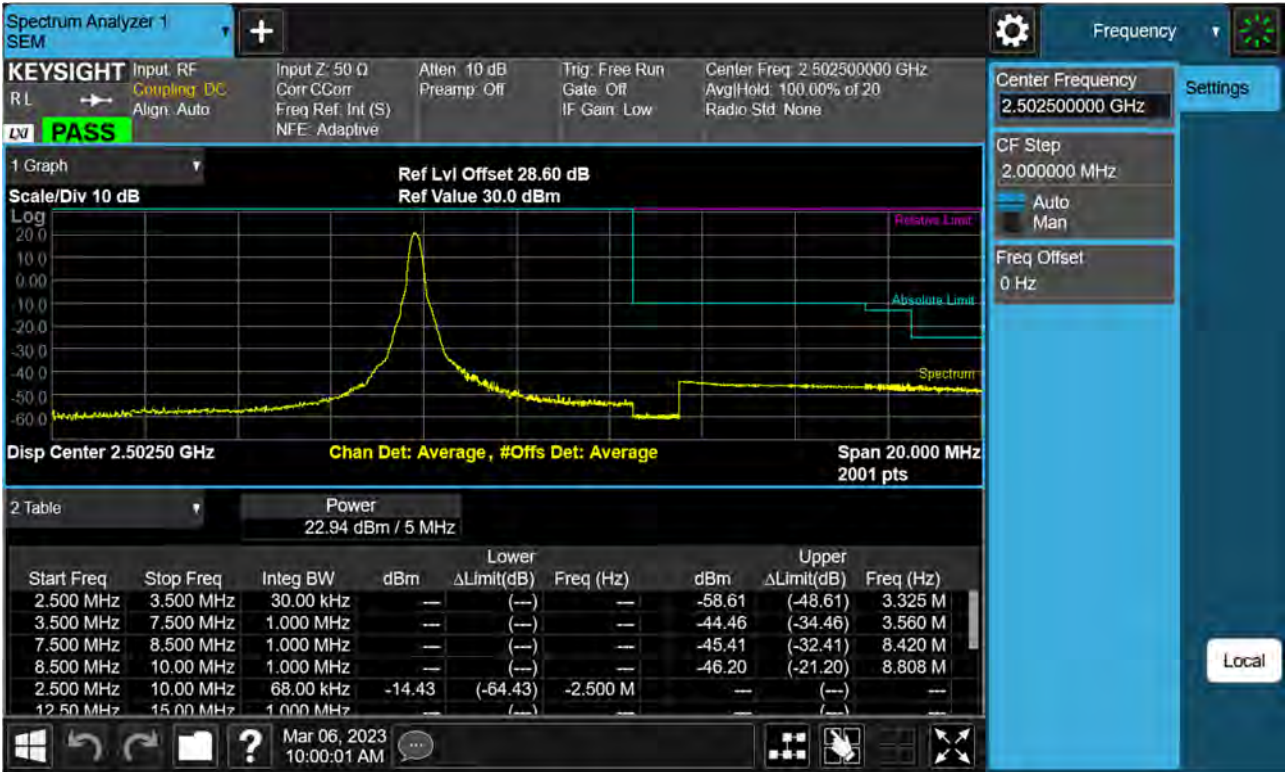 Spectrum Analyzer 1
SEM
Frequency
KEYSIGHT
R L
LXI
PASS
Input: RF
Coupling: DC
Align: Auto
Input Z: 50 Ω
Corr CCorr
Freq Ref: Int (S)
NFE: Adaptive
Atten: 10 dB
Preamp: Off
Trig: Free Run
Gate: Off
IF Gain: Low
Center Freq: 2.502500000 GHz
Avg|Hold: 100.00% of 20
Radio Std: None
Center Frequency
2.502500000 GHz
Settings
CF Step
2.000000 MHz
Auto
Man
Freq Offset
0 Hz
1 Graph
Ref Lvl Offset 28.60 dB
Scale/Div 10 dB
Ref Value 30.0 dBm
Log
20.0
10.0
0.00
-10.0
-20.0
-30.0
-40.0
-50.0
-60.0
Relative Limit
Absolute Limit
Spectrum
Disp Center 2.50250 GHz
Chan Det: Average, #Offs Det: Average
Span 20.000 MHz
2001 pts
2 Table
Power
22.94 dBm / 5 MHz
Lower Upper
Start Freq Stop Freq Integ BW dBm ΔLimit(dB) Freq (Hz) dBm ΔLimit(dB) Freq (Hz)
2.500 MHz 3.500 MHz 30.00 kHz --- (---) --- -58.61 (-48.61) 3.325 M
3.500 MHz 7.500 MHz 1.000 MHz --- (---) --- -44.46 (-34.46) 3.560 M
7.500 MHz 8.500 MHz 1.000 MHz --- (---) --- -45.41 (-32.41) 8.420 M
8.500 MHz 10.00 MHz 1.000 MHz --- (---) --- -46.20 (-21.20) 8.808 M
2.500 MHz 10.00 MHz 68.00 kHz -14.43 (-64.43) -2.500 M --- (---) ---
12.50 MHz 15.00 MHz 1.000 MHz --- (---) --- --- (---) ---
Local
?
Mar 06, 2023
10:00:01 AM